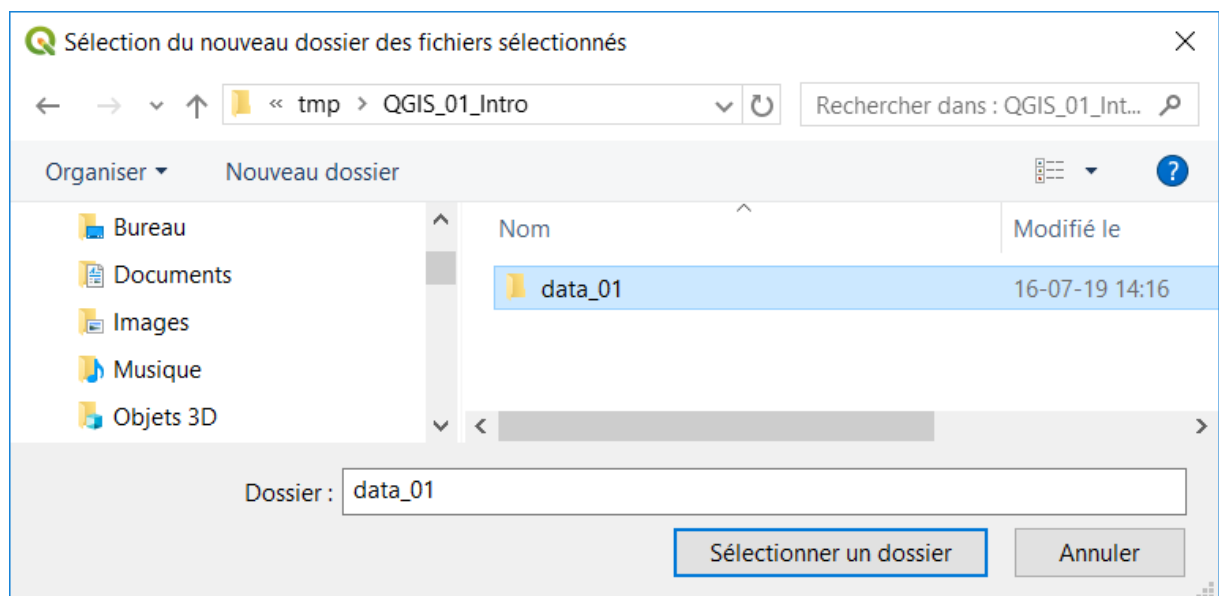 Sélection du nouveau dossier des fichiers sélectionnés
« tmp > QGIS_01_Intro
Rechercher dans : QGIS_01_Int...
Organiser
Nouveau dossier
?
Bureau
Documents
Images
Musique
Objets 3D
Nom
Modifié le
data_01
16-07-19 14:16
Dossier : data_01
Sélectionner un dossier
Annuler